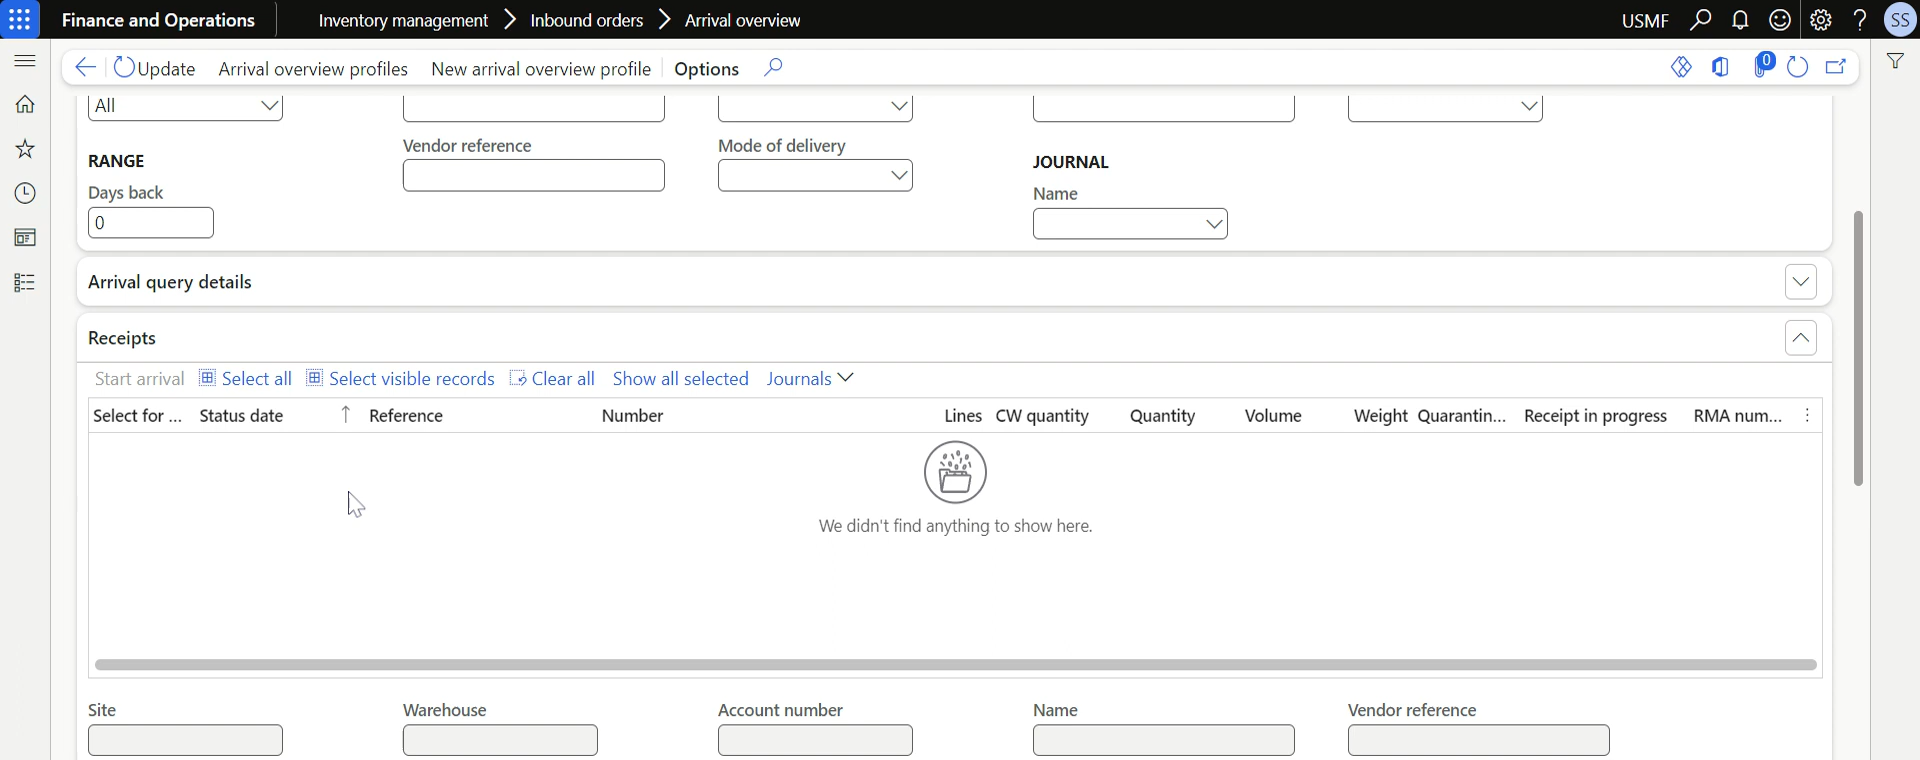 Finance and Operations Inventory management Inbound orders Arrival overview USMF ? SS
Update Arrival overview profiles New arrival overview profile Options 0
All
Vendor reference Mode of delivery
RANGE JOURNAL
Days back Name
0
Arrival query details
Receipts
Start arrival Select all Select visible records Clear all Show all selected Journals
Select for ... Status date ↑ Reference Number Lines CW quantity Quantity Volume Weight Quarantin... Receipt in progress RMA num...
We didn't find anything to show here.
Site Warehouse Account number Name Vendor reference